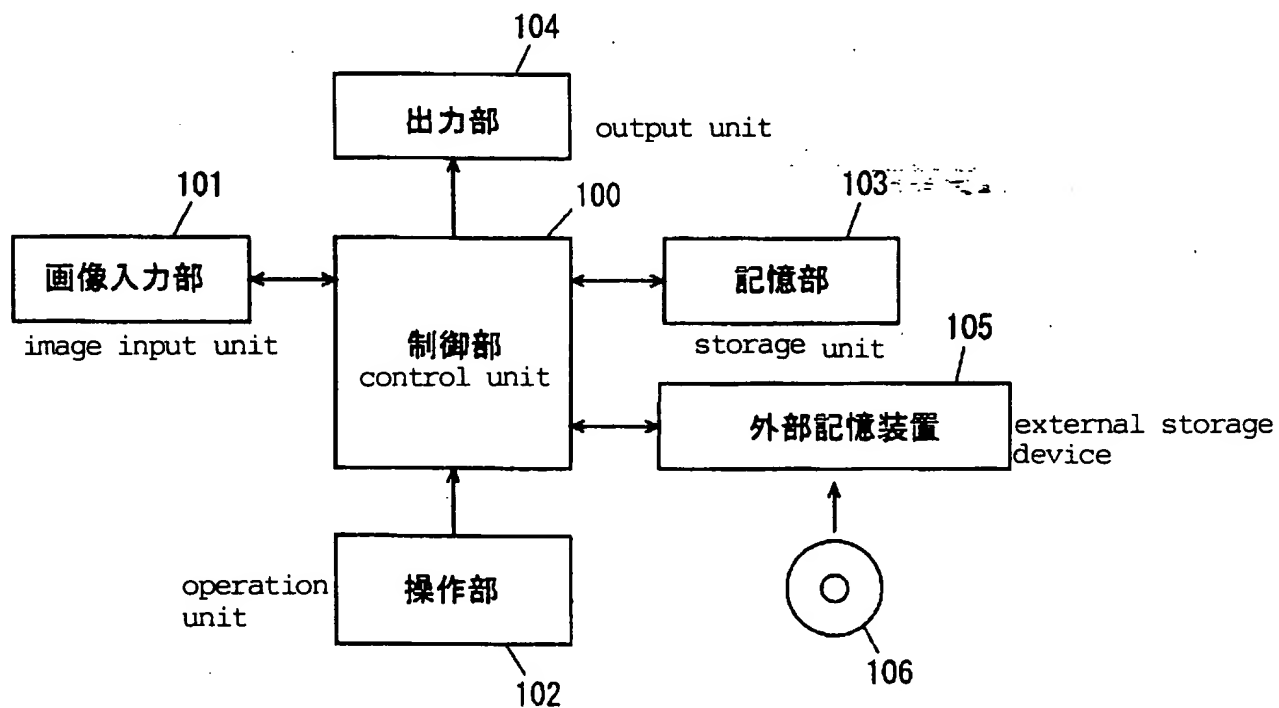 104
出力部
output unit
101
100
103
画像入力部
記憶部
image input unit
制御部
control unit
storage unit
105
外部記憶装置
external storage
device
operation
unit
操作部
106
102